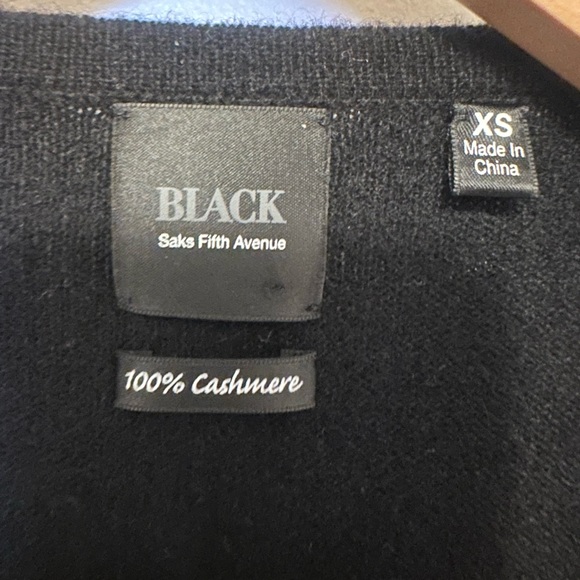 BLACK
Saks Fifth Avenue
XS
Made In
China
100% Cashmere